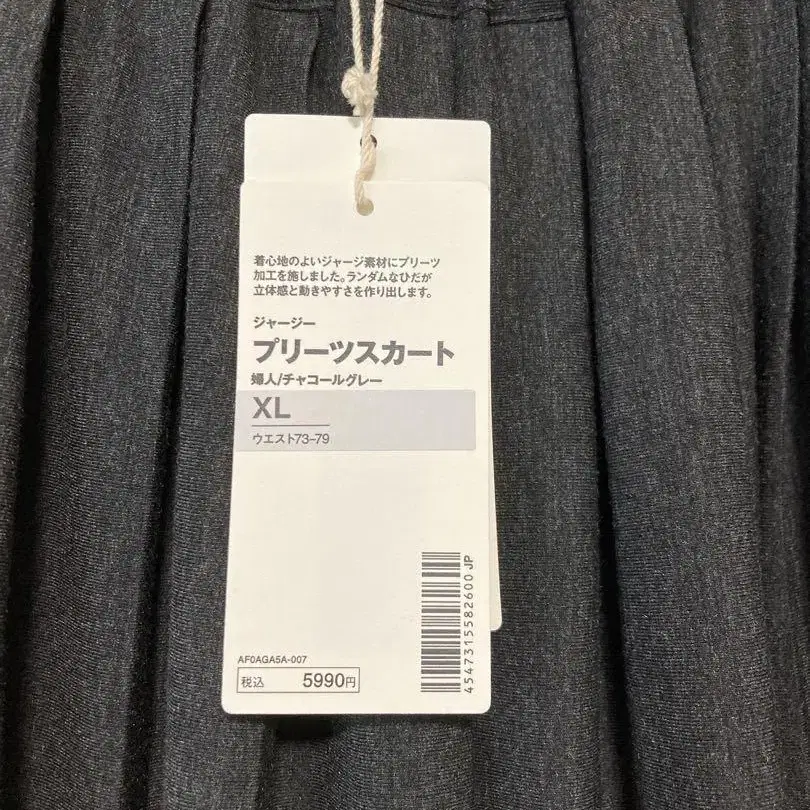 着心地のよいジャージ素材にプリーツ
加工を施しました。ランダムなひだが
立体感と動きやすさを作り出します。
ジャージー
プリーツスカート
婦人/チャコールグレー
XL
ウエスト73–79
4547315582600 JP
AF0AGA5A-007
税込 5990円